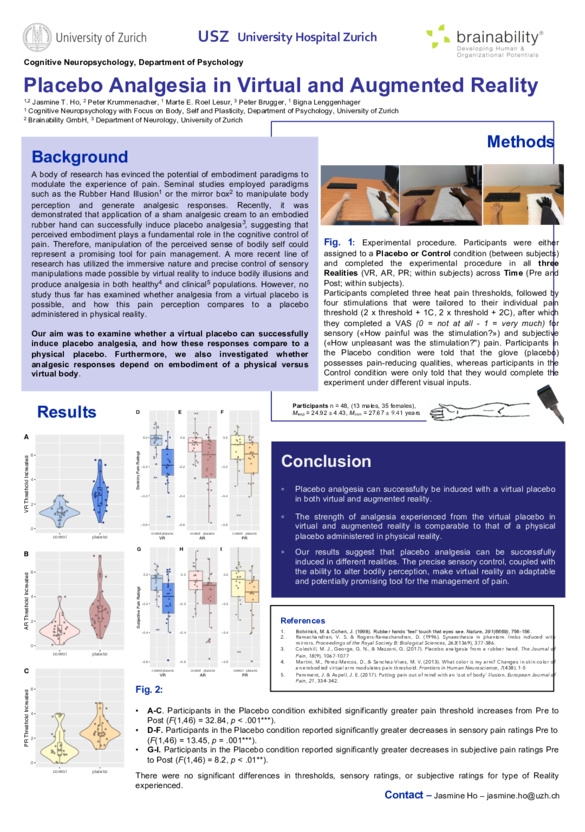 University of Zurich
USZ University Hospital Zurich
brainability®
Developing Human &
Organizational Potentials
Cognitive Neuropsychology, Department of Psychology
Placebo Analgesia in Virtual and Augmented Reality
1,2 Jasmine T. Ho, 2 Peter Krummenacher, 1 Marte E. Roel Lesur, 3 Peter Brugger, 1 Bigna Lenggenhager
1 Cognitive Neuropsychology with Focus on Body, Self and Plasticity, Department of Psychology, University of Zurich
2 Brainability GmbH, 3 Department of Neurology, University of Zurich
Background
A body of research has evinced the potential of embodiment paradigms to
modulate the experience of pain. Seminal studies employed paradigms
such as the Rubber Hand Illusion1 or the mirror box2 to manipulate body
perception and generate analgesic responses. Recently, it was
demonstrated that application of a sham analgesic cream to an embodied
rubber hand can successfully induce placebo analgesia3, suggesting that
perceived embodiment plays a fundamental role in the cognitive control of
pain. Therefore, manipulation of the perceived sense of bodily self could
represent a promising tool for pain management. A more recent line of
research has utilized the immersive nature and precise control of sensory
manipulations made possible by virtual reality to induce bodily illusions and
produce analgesia in both healthy4 and clinical5 populations. However, no
study thus far has examined whether analgesia from a virtual placebo is
possible, and how this pain perception compares to a placebo
administered in physical reality.
Our aim was to examine whether a virtual placebo can successfully
induce placebo analgesia, and how these responses compare to a
physical placebo. Furthermore, we also investigated whether
analgesic responses depend on embodiment of a physical versus
virtual body.
Methods
Fig. 1: Experimental procedure. Participants were either
assigned to a Placebo or Control condition (between subjects)
and completed the experimental procedure in all three
Realities (VR, AR, PR; within subjects) across Time (Pre and
Post; within subjects).
Participants completed three heat pain thresholds, followed by
four stimulations that were tailored to their individual pain
threshold (2 x threshold + 1C, 2 x threshold + 2C), after which
they completed a VAS (0 = not at all - 1 = very much) for
sensory («How painful was the stimulation?») and subjective
(«How unpleasant was the stimulation?") pain. Participants in
the Placebo condition were told that the glove (placebo)
possesses pain-reducing qualities, whereas participants in the
Control condition were only told that they would complete the
experiment under different visual inputs.
Participants n = 48, (13 males, 35 females),
= 24.92 ± 4.43, = 27.67 ± 9.41 years
Results
A
VR Threshold Increased
control placebo
B
AR Threshold Increased
control placebo
C
PR Threshold Increased
control placebo
D E F
Sensory Pain Ratings
control placebo control placebo control placebo
VR AR PR
G H I
Subjective Pain Ratings
control placebo control placebo control placebo
VR AR PR
Fig. 2:
Conclusion
• Placebo analgesia can successfully be induced with a virtual placebo
in both virtual and augmented reality.
• The strength of analgesia experienced from the virtual placebo in
virtual and augmented reality is comparable to that of a physical
placebo administered in physical reality.
• Our results suggest that placebo analgesia can be successfully
induced in different realities. The precise sensory control, coupled with
the ability to alter bodily perception, make virtual reality an adaptable
and potentially promising tool for the management of pain.
References
1. Botvinick, M. & Cohen, J. (1998). Rubber hands 'feel' touch that eyes see. Nature, 391(6669), 756-156.
2. Ramachandran, V. S. & Rogers-Ramachandran, D. (1996). Synaesthesia in phantom limbs induced with
mirrors. Proceedings of the Royal Society B: Biological Sciences, 263(1369), 377-386.
3. Coleshill, M. J., George, G. N., & Mazzoni, G. (2017). Placebo analgesia from a rubber hand. The Journal of
Pain, 18(9), 1067-1077
4. Martini, M., Perez-Marcos, D., & Sanchez-Vives, M. V. (2013). What color is my arm? Changes in skin color of
an embodied virtual arm modulates pain threshold. Frontiers in Human Neuroscience, 7(438), 1-5
5. Pamment, J. & Aspell, J. E. (2017). Putting pain out of mind with an 'out of body' illusion. European Journal of
Pain, 21, 334-342.
• A-C. Participants in the Placebo condition exhibited significantly greater pain threshold increases from Pre to
Post (F(1,46) = 32.84, p < .001***).
• D-F. Participants in the Placebo condition reported significantly greater decreases in sensory pain ratings Pre to
(F(1,46) = 13.45, p = .001***).
• G-I. Participants in the Placebo condition reported significantly greater decreases in subjective pain ratings Pre
to Post (F(1,46) = 8.2, p < .01**).
There were no significant differences in thresholds, sensory ratings, or subjective ratings for type of Reality
experienced.
Contact – Jasmine Ho – jasmine.ho@uzh.ch